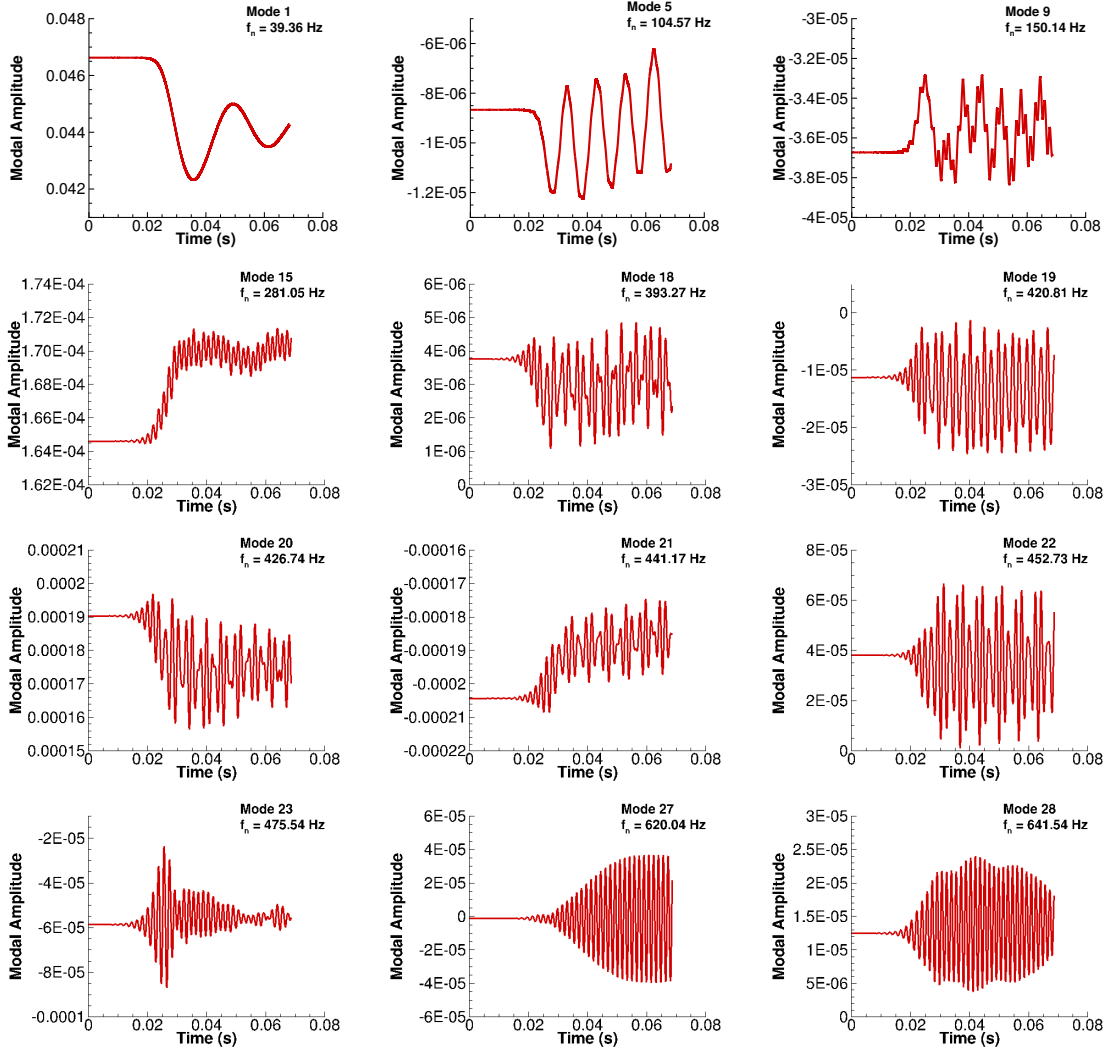 Mode 1
f_n = 39.36 Hz
Modal Amplitude
0.048
0.046
0.044
0.042
0 0.02 0.04 0.06 0.08
Time (s)
Mode 5
f_n = 104.57 Hz
Modal Amplitude
-6E-06
-8E-06
-1E-05
-1.2E-05
0 0.02 0.04 0.06 0.08
Time (s)
Mode 9
f_n= 150.14 Hz
Modal Amplitude
-3E-05
-3.2E-05
-3.4E-05
-3.6E-05
-3.8E-05
-4E-05
0 0.02 0.04 0.06 0.08
Time (s)
Mode 15
f_n = 281.05 Hz
Modal Amplitude
1.74E-04
1.72E-04
1.70E-04
1.68E-04
1.66E-04
1.64E-04
1.62E-04
0 0.02 0.04 0.06 0.08
Time (s)
Mode 18
f_n = 393.27 Hz
Modal Amplitude
6E-06
5E-06
4E-06
3E-06
2E-06
1E-06
0
0 0.02 0.04 0.06 0.08
Time (s)
Mode 19
f_n = 420.81 Hz
Modal Amplitude
0
-1E-05
-2E-05
-3E-05
0 0.02 0.04 0.06 0.08
Time (s)
Mode 20
f_n = 426.74 Hz
Modal Amplitude
0.00021
0.0002
0.00019
0.00018
0.00017
0.00016
0.00015
0 0.02 0.04 0.06 0.08
Time (s)
Mode 21
f_n = 441.17 Hz
Modal Amplitude
-0.00016
-0.00017
-0.00018
-0.00019
-0.0002
-0.00021
-0.00022
0 0.02 0.04 0.06 0.08
Time (s)
Mode 22
f_n = 452.73 Hz
Modal Amplitude
8E-05
6E-05
4E-05
2E-05
0
0 0.02 0.04 0.06 0.08
Time (s)
Mode 23
f_n = 475.54 Hz
Modal Amplitude
-2E-05
-4E-05
-6E-05
-8E-05
-0.0001
0 0.02 0.04 0.06 0.08
Time (s)
Mode 27
f_n = 620.04 Hz
Modal Amplitude
6E-05
4E-05
2E-05
0
-2E-05
-4E-05
-6E-05
0 0.02 0.04 0.06 0.08
Time (s)
Mode 28
f_n = 641.54 Hz
Modal Amplitude
3E-05
2.5E-05
2E-05
1.5E-05
1E-05
5E-06
0
0 0.02 0.04 0.06 0.08
Time (s)